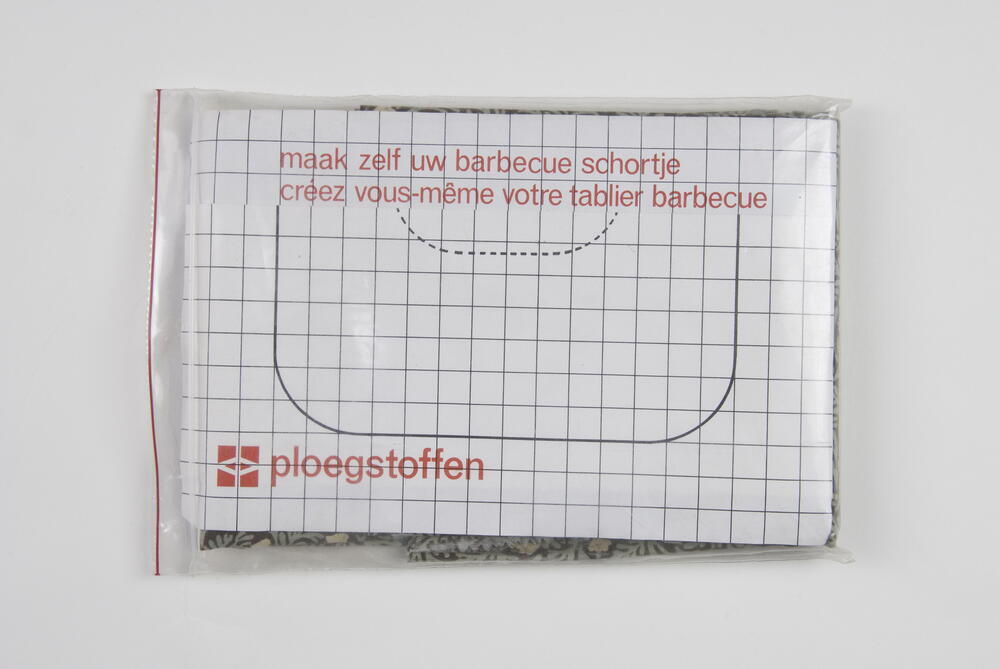 maak zelf uw barbecue schortje
créez vous-même votre tablier barbecue
ploegstoffen